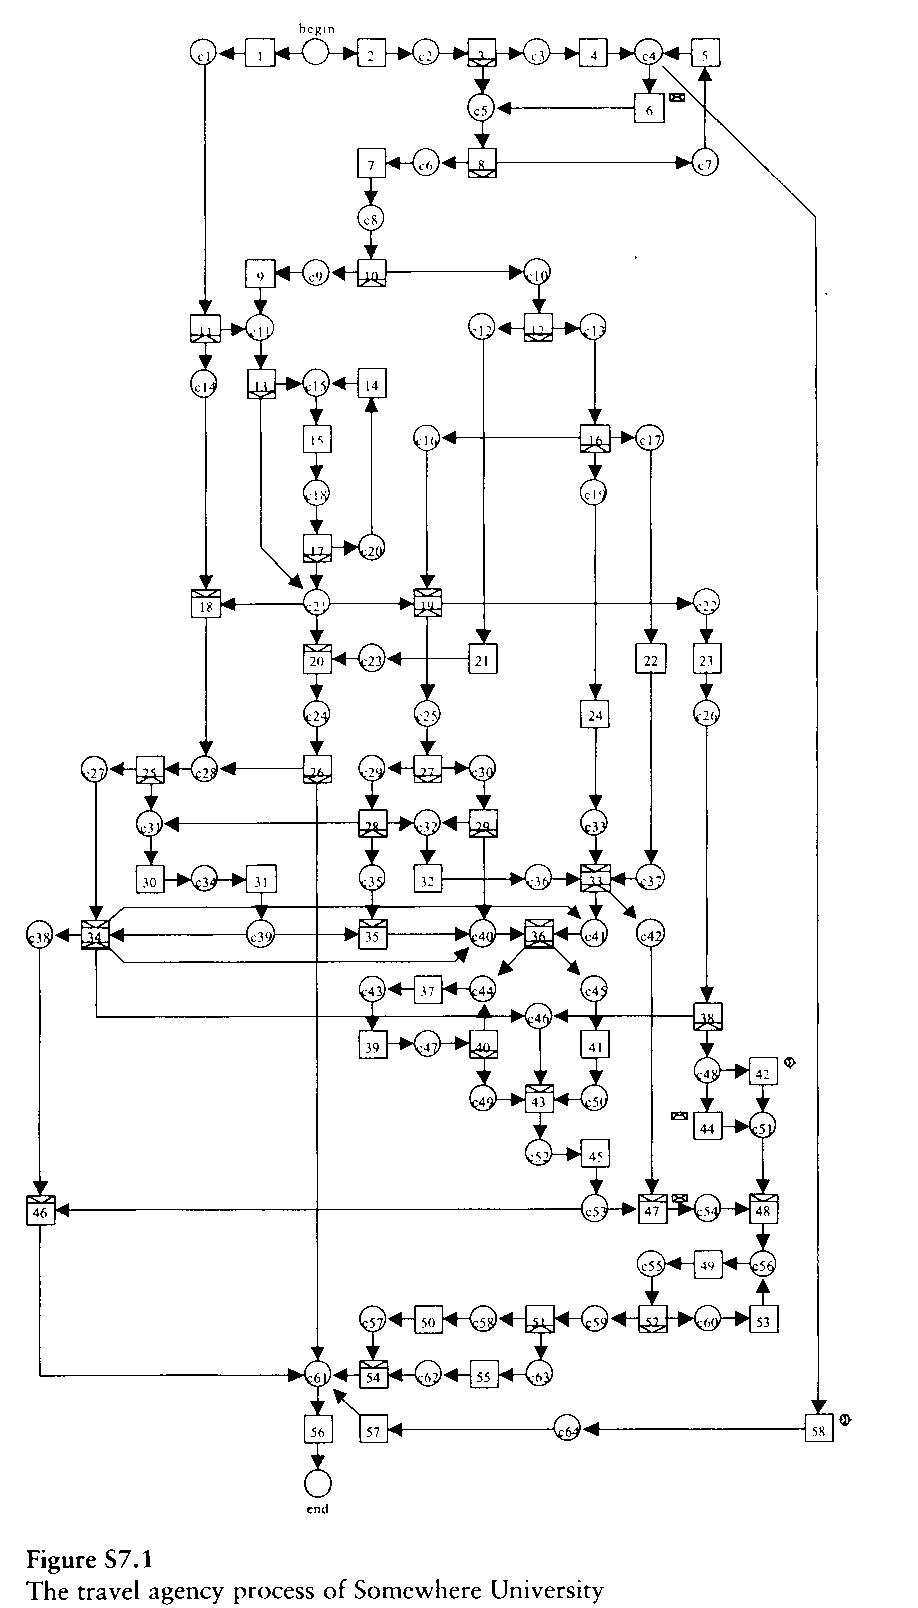 begin
c1 1 2 c2 3 c3 4 c4 5
c5 6
7 c6 8 c7
c8
9 c9 10 c10
11 c11 c12 12 c13
c14 13 c15 14
15 c16 16 c17
c18 c19
17 c20
18 c21 19 c22
20 c23 21 22 23
c24 c25 24 c26
c27 25 c28 26 c29 27 c30
c31 28 c32 29 c33
30 c34 31 c35 32 c36 33 c37
c38 34 c39 35 c40 36 c41 c42
c43 37 c44 c45
c46 38
39 c47 40 41
c48 42
c49 43 c50
44 c51
c52 45
46 c53 47 c54 48
c55 49 c56
c57 50 c58 51 c59 52 c60 53
c61 54 c62 55 c63
56 57 c64 58
end
Figure S7.1
The travel agency process of Somewhere University